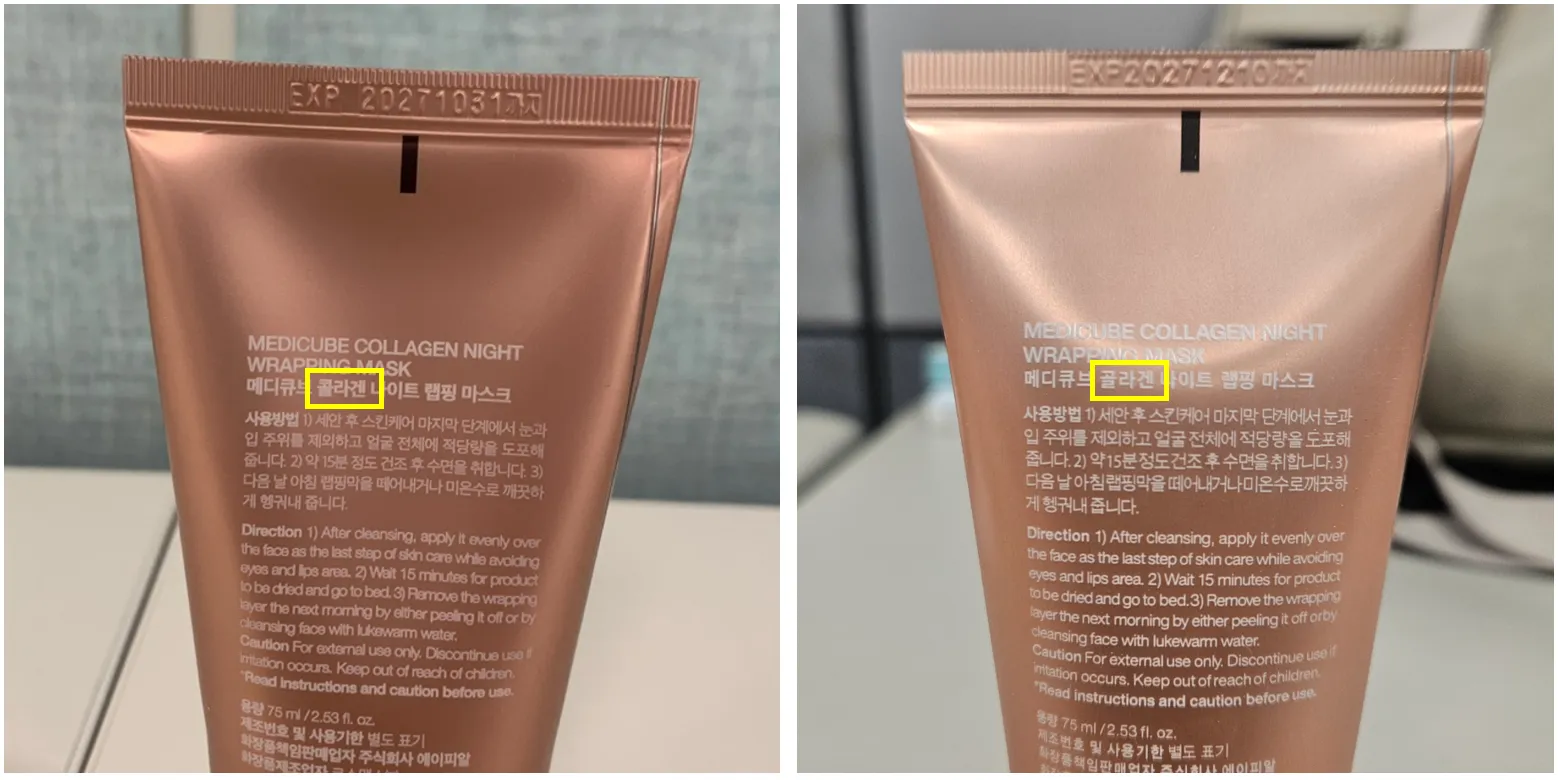 EXP 20271031까지
MEDICUBE COLLAGEN NIGHT
WRAPPING MASK
메디큐브 콜라겐 나이트 랩핑 마스크
사용방법 1) 세안 후 스킨케어 마지막 단계에서 눈과
입 주위를 제외하고 얼굴 전체에 적당량을 도포해
줍니다. 2) 약 15분 정도 건조 후 수면을 취합니다. 3)
다음 날 아침 랩핑막을 떼어내거나 미온수로 깨끗하
게 헹궈내 줍니다.
Direction 1) After cleansing, apply it evenly over
the face as the last step of skin care while avoiding
eyes and lips area. 2) Wait 15 minutes for product
to be dried and go to bed. 3) Remove the wrapping
layer the next morning by either peeling it off or by
cleansing face with lukewarm water.
Caution For external use only. Discontinue use if
irritation occurs. Keep out of reach of children.
*Read instructions and caution before use.
용량 75 ml / 2.53 fl. oz.
제조번호 및 사용기한 별도 표기
화장품책임판매업자 주식회사 에이피알
화장품제조업자
EXP20271210까지
MEDICUBE COLLAGEN NIGHT
WRAPPING MASK
메디큐브 골라겐 나이트 랩핑 마스크
사용방법 1) 세안 후 스킨케어 마지막 단계에서 눈과
입 주위를 제외하고 얼굴 전체에 적당량을 도포해
줍니다. 2) 약15분정도건조 후 수면을 취합니다. 3)
다음 날 아침 랩핑막을 떼어내거나 미온수로 깨끗하
게 헹궈내 줍니다.
Direction 1) After cleansing, apply it evenly over
the face as the last step of skin care while avoiding
eyes and lips area. 2) Wait 15 minutes for product
to be dried and go to bed. 3) Remove the wrapping
layer the next morning by either peeling it off or by
cleansing face with lukewarm water.
Caution For external use only. Discontinue use if
irritation occurs. Keep out of reach of children.
*Read instructions and caution before use.
용량 75 ml / 2.53 fl. oz.
제조번호 및 사용기한 별도 표기
화장품책임판매업자 주식회사 에이피알